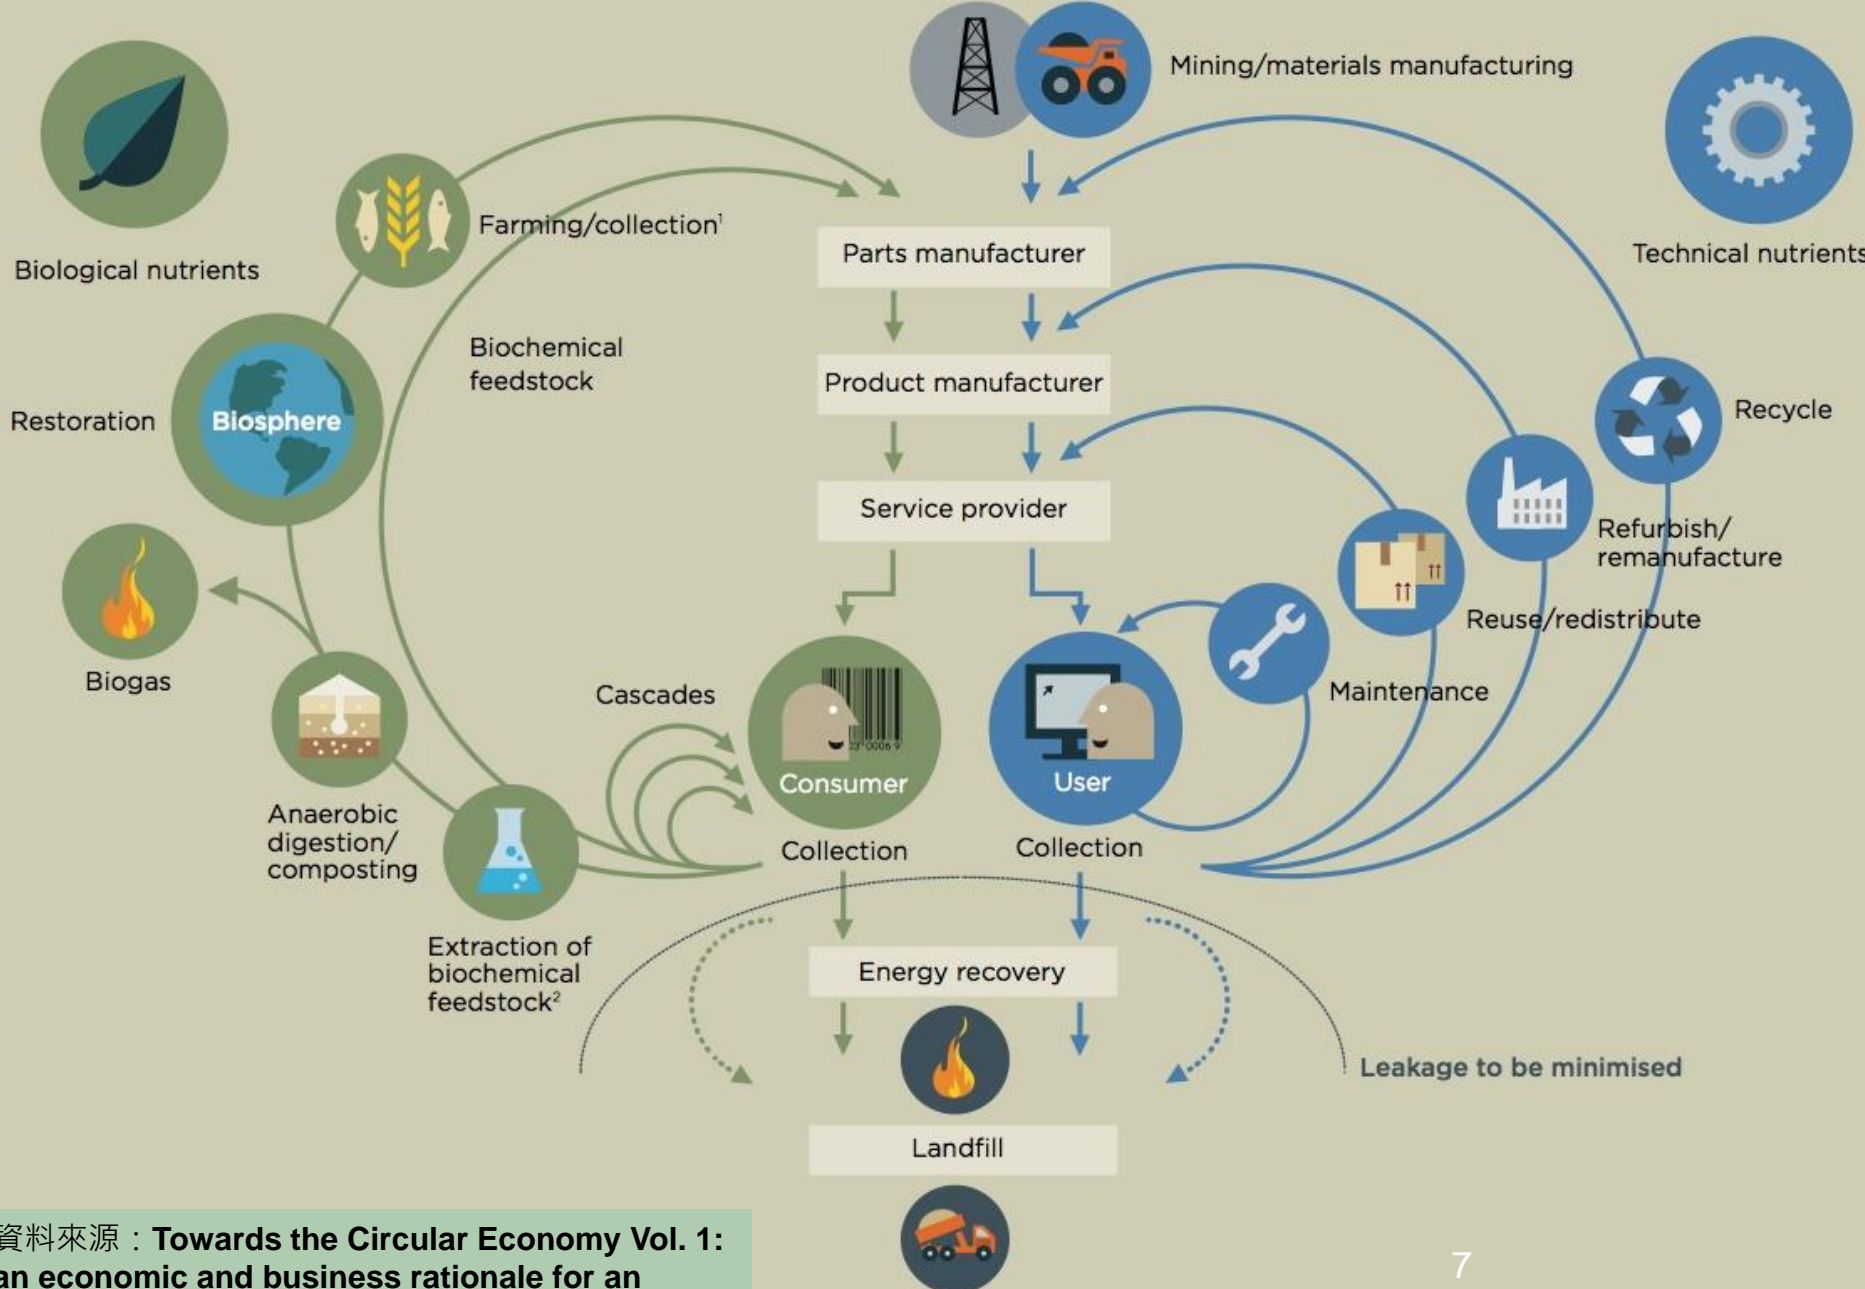 Mining/materials manufacturing
Biological nutrients
Farming/collection¹
Parts manufacturer
Technical nutrients
Biochemical
feedstock
Product manufacturer
Restoration
Biosphere
Recycle
Service provider
Refurbish/
remanufacture
Reuse/redistribute
Biogas
Cascades
Maintenance
Consumer
User
Anaerobic
digestion/
composting
Collection
Collection
Extraction of
biochemical
feedstock²
Energy recovery
Leakage to be minimised
Landfill
資料來源：Towards the Circular Economy Vol. 1:
an economic and business rationale for an
7